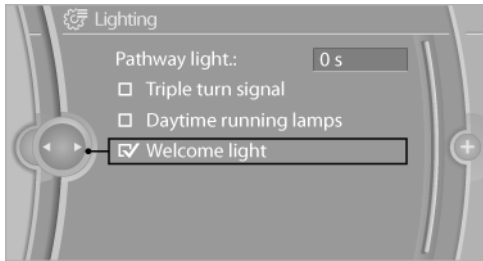 Lighting
Pathway light.: 0 s
Triple turn signal
Daytime running lamps
Welcome light